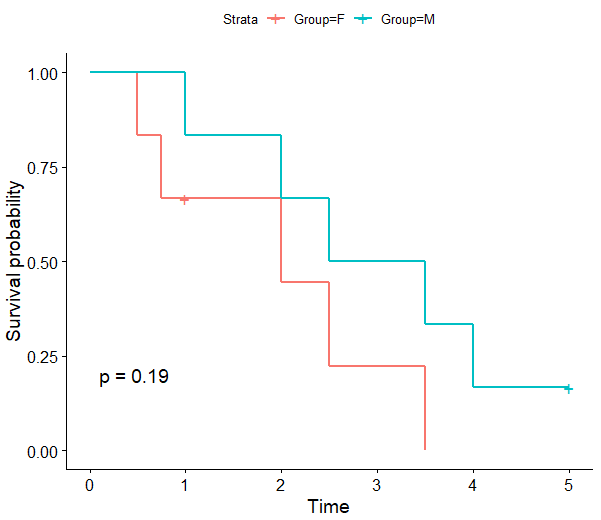 Strata Group=F Group=M
Survival probability
1.00
0.75
0.50
0.25
0.00
p = 0.19
0 1 2 3 4 5
Time